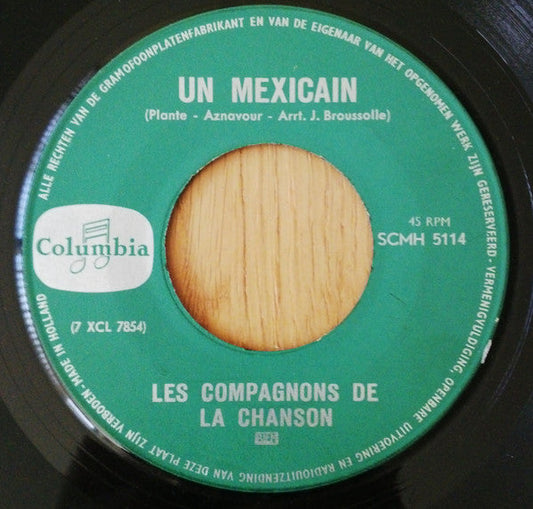 ALLE RECHTEN VAN DE GRAMOFOONPLATENFABRIKANT EN VAN DE EIGENAAR VAN HET OPGENOMEN WERK ZIJN GERESERVEERD - VERMENIGVULDIGING, OPENBARE UITVOERING EN RADIOUITZENDING VAN DEZE PLAAT ZIJN VERBODEN - MADE IN HOLLAND
UN MEXICAIN
(Plante - Aznavour - Arrt. J. Broussolle)
Columbia
45 RPM
SCMH 5114
(7 XCL 7854)
LES COMPAGNONS DE
LA CHANSON